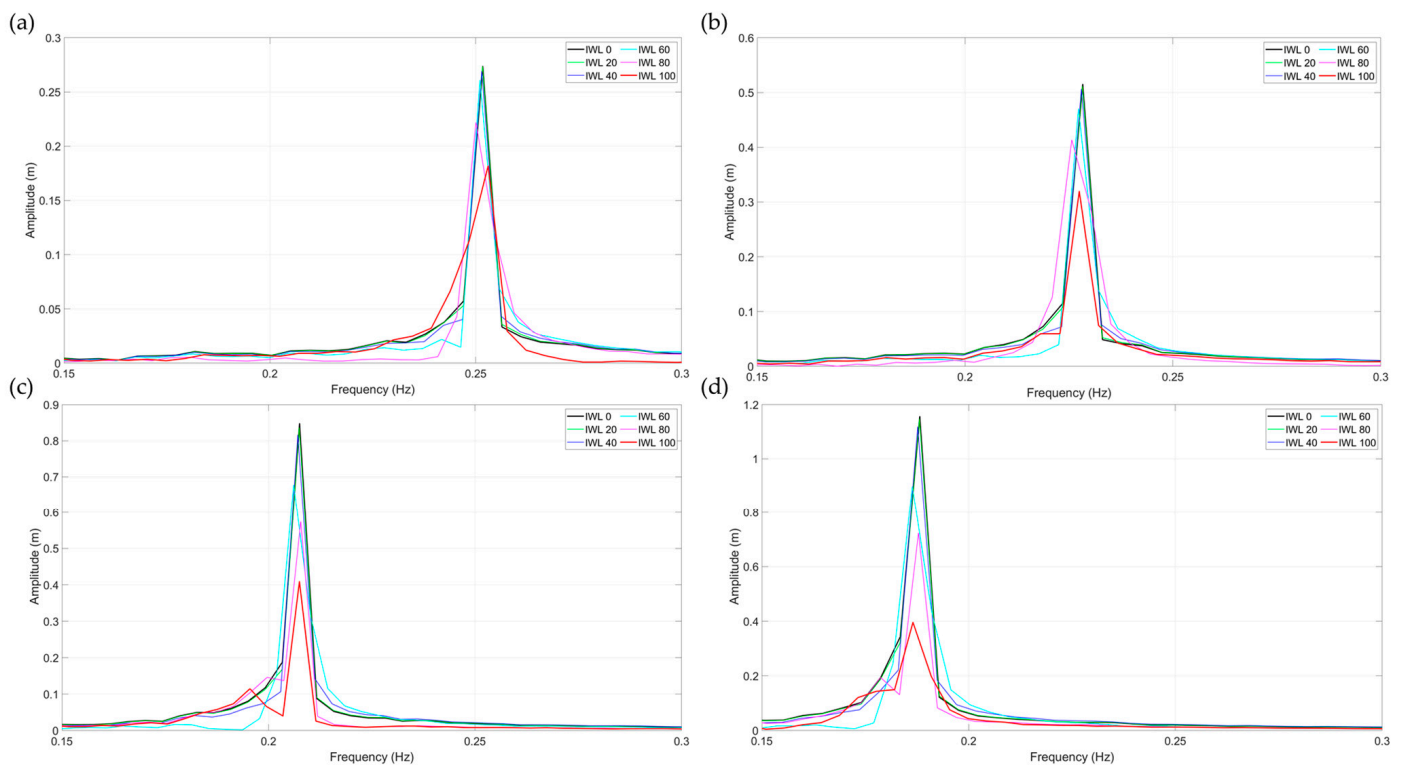 (a)
0.3
0.25
0.2
0.15
0.1
0.05
0
Amplitude (m)
0.15 0.2 0.25 0.3
Frequency (Hz)
IWL 0 IWL 60
IWL 20 IWL 80
IWL 40 IWL 100
(b)
0.6
0.5
0.4
0.3
0.2
0.1
0
Amplitude (m)
0.15 0.2 0.25 0.3
Frequency (Hz)
IWL 0 IWL 60
IWL 20 IWL 80
IWL 40 IWL 100
(c)
0.9
0.8
0.7
0.6
0.5
0.4
0.3
0.2
0.1
0
Amplitude (m)
0.15 0.2 0.25 0.3
Frequency (Hz)
IWL 0 IWL 60
IWL 20 IWL 80
IWL 40 IWL 100
(d)
1.2
1
0.8
0.6
0.4
0.2
0
Amplitude (m)
0.15 0.2 0.25 0.3
Frequency (Hz)
IWL 0 IWL 60
IWL 20 IWL 80
IWL 40 IWL 100